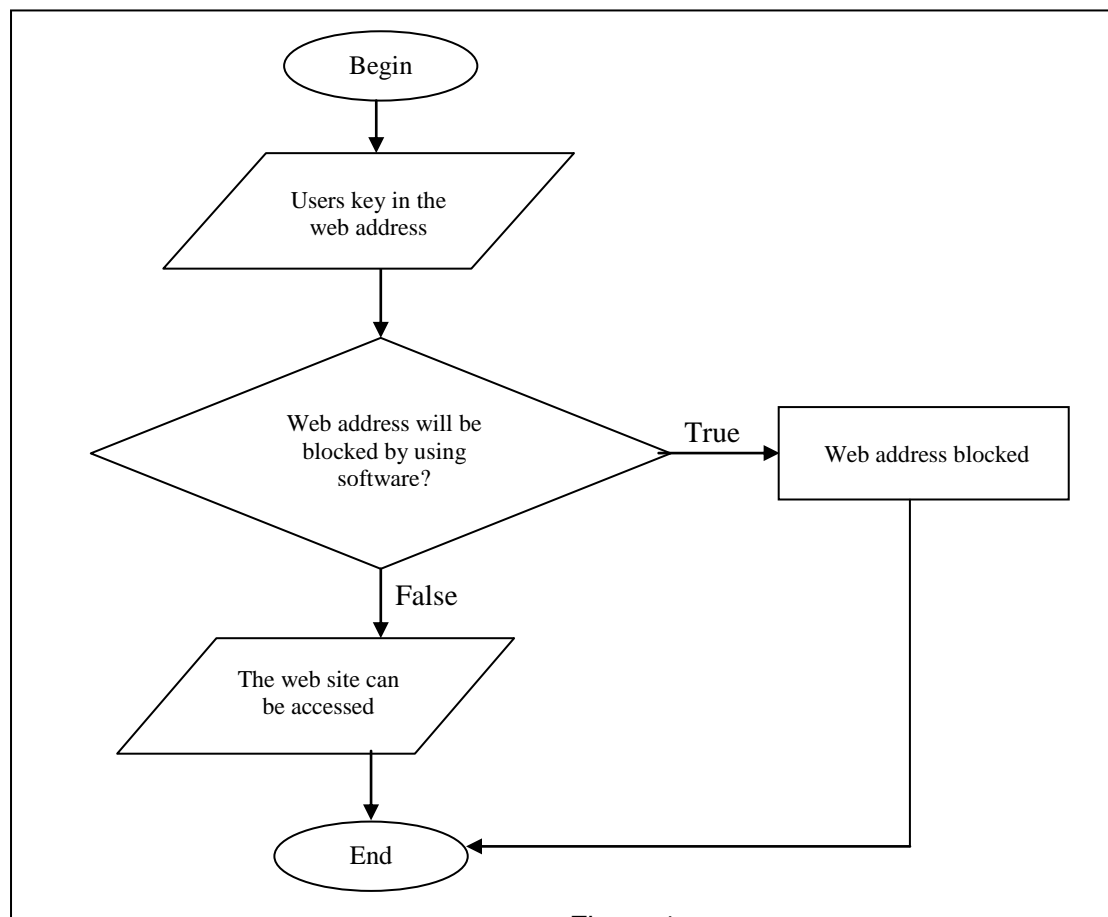 Begin
Users key in the
web address
Web address will be
blocked by using
software?
True
Web address blocked
False
The web site can
be accessed
End